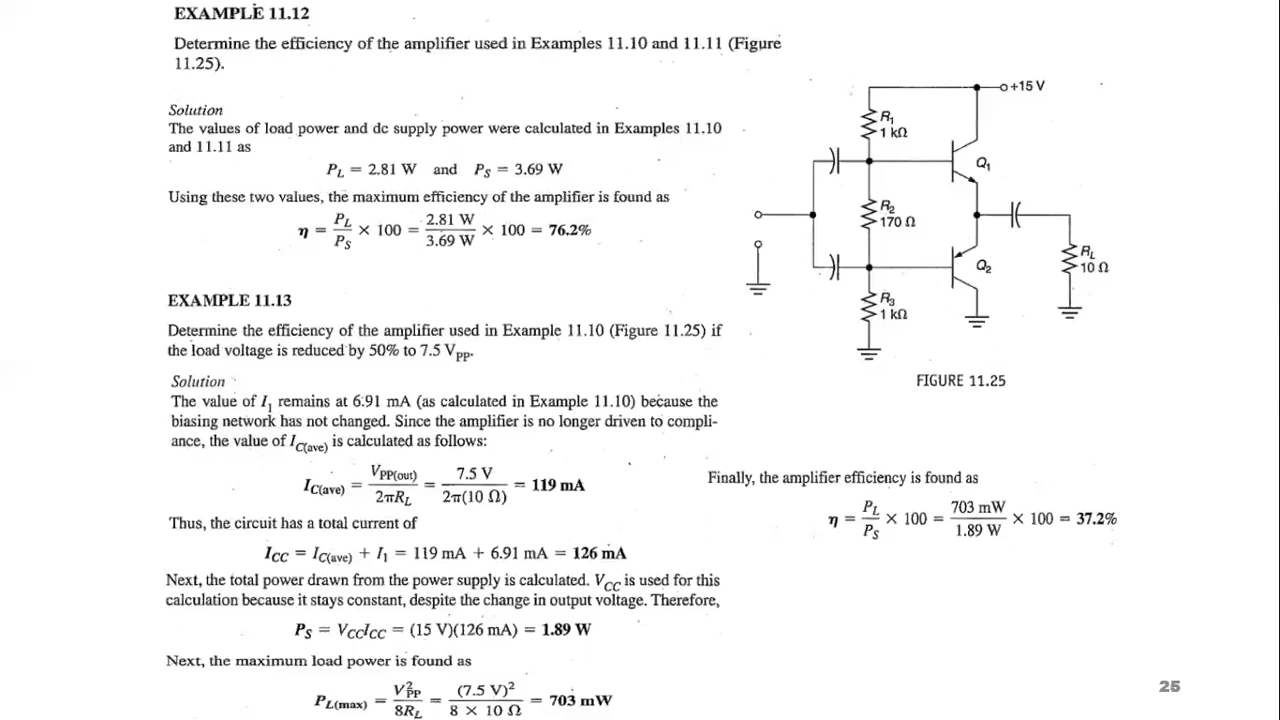 EXAMPLE 11.12
Determine the efficiency of the amplifier used in Examples 11.10 and 11.11 (Figure
11.25).
Solution
The values of load power and dc supply power were calculated in Examples 11.10
and 11.11 as
P_L = 2.81 W and P_S = 3.69 W
Using these two values, the maximum efficiency of the amplifier is found as
η = P_L/P_S × 100 = 2.81 W/3.69 W × 100 = 76.2%
EXAMPLE 11.13
Determine the efficiency of the amplifier used in Example 11.10 (Figure 11.25) if
the load voltage is reduced by 50% to 7.5 V_PP.
Solution
The value of I_1 remains at 6.91 mA (as calculated in Example 11.10) because the
biasing network has not changed. Since the amplifier is no longer driven to compli-
ance, the value of I_C(ave) is calculated as follows:
I_C(ave) = V_PP(out)/2πR_L = 7.5 V/2π(10 Ω) = 119 mA
Thus, the circuit has a total current of
I_CC = I_C(ave) + I_1 = 119 mA + 6.91 mA = 126 mA
Next, the total power drawn from the power supply is calculated. V_CC is used for this
calculation because it stays constant, despite the change in output voltage. Therefore,
P_S = V_CC I_CC = (15 V)(126 mA) = 1.89 W
Next, the maximum load power is found as
P_L(max) = V²_PP/8R_L = (7.5 V)²/8 × 10 Ω = 703 mW
+15 V
R_1
1 kΩ
Q_1
R_2
170 Ω
Q_2
R_L
10 Ω
R_3
1 kΩ
FIGURE 11.25
Finally, the amplifier efficiency is found as
η = P_L/P_S × 100 = 703 mW/1.89 W × 100 = 37.2%
25